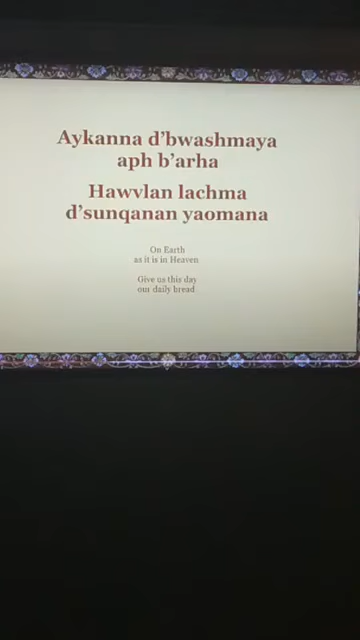 Aykanna d'bwashmaya
aph b'arha
Hawvlan lachma
d'sunqanan yaomana
On Earth
as it is in Heaven
Give us this day
our daily bread